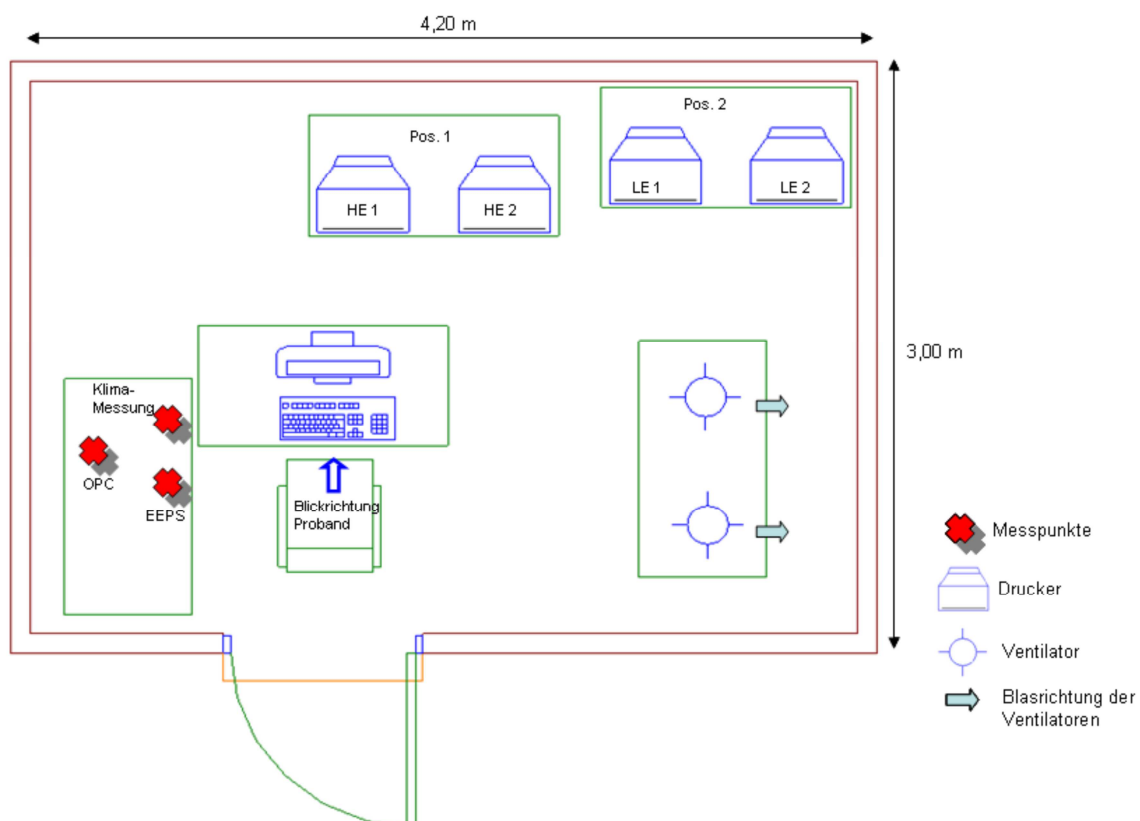 4,20 m
Pos. 1
Pos. 2
HE 1
HE 2
LE 1
LE 2
3,00 m
Klima-
Messung
OPC
EEPS
Blickrichtung
Proband
Messpunkte
Drucker
Ventilator
Blasrichtung der
Ventilatoren